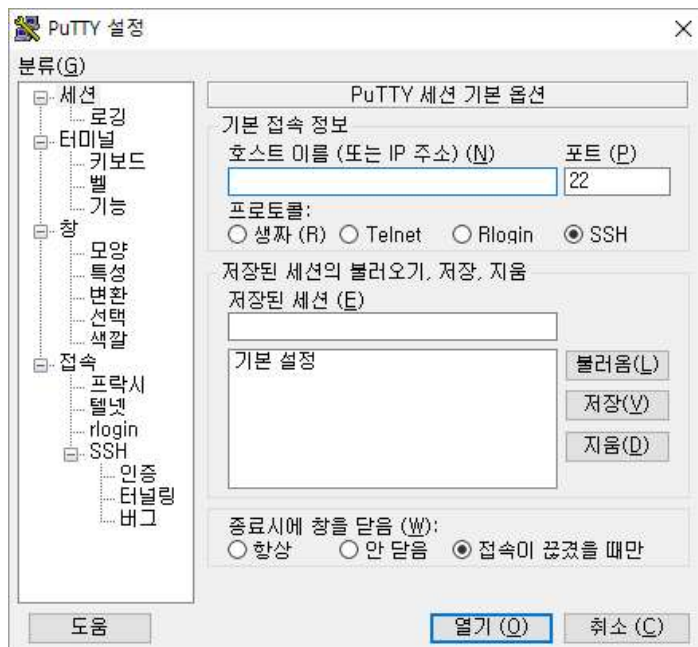 PuTTY 설정
분류(G)
세션
로깅
터미널
키보드
벨
기능
창
모양
특성
변환
선택
색깔
접속
프락시
텔넷
rlogin
SSH
인증
터널링
버그
PuTTY 세션 기본 옵션
기본 접속 정보
호스트 이름 (또는 IP 주소) (N) 포트 (P)
22
프로토콜:
생짜 (R) Telnet Rlogin SSH
저장된 세션의 불러오기, 저장, 지움
저장된 세션 (E)
기본 설정
불러옴(L)
저장(V)
지움(D)
종료시에 창을 닫음 (W):
항상 안 닫음 접속이 끊겼을 때만
도움 열기 (O) 취소 (C)